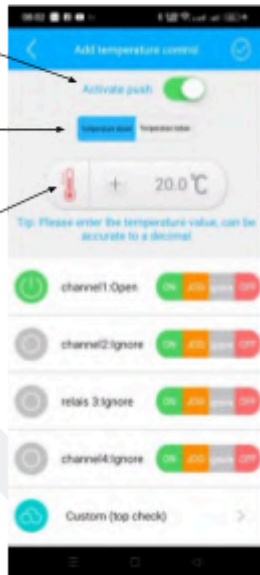 Add temperature control
Activate push
Temperature above Temperature below
+ 20.0 ℃
Tip: Please enter the temperature value, can be
accurate to a decimal
channel1:Open ON JOG Ignore OFF
channel2:Ignore ON JOG Ignore OFF
relais 3:Ignore ON JOG Ignore OFF
channel4:Ignore ON JOG Ignore OFF
Custom (top check)